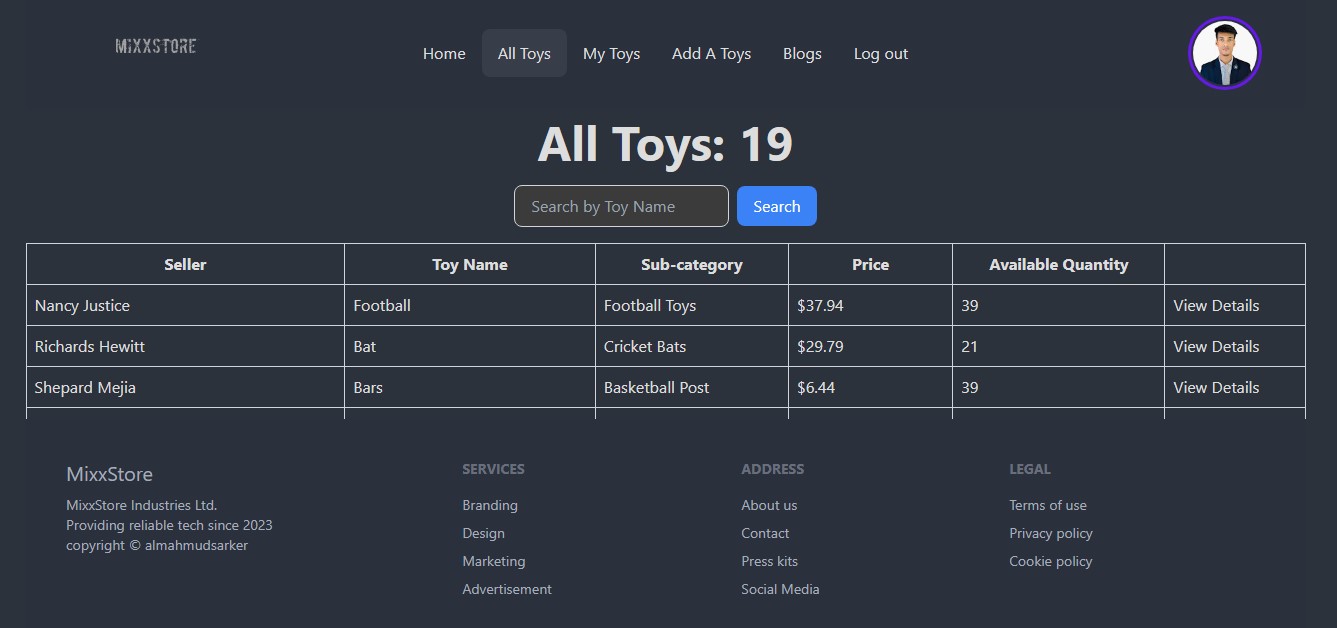 MiXXSTORE
Home All Toys My Toys Add A Toys Blogs Log out
All Toys: 19
Search by Toy Name Search
Seller Toy Name Sub-category Price Available Quantity
Nancy Justice Football Football Toys $37.94 39 View Details
Richards Hewitt Bat Cricket Bats $29.79 21 View Details
Shepard Mejia Bars Basketball Post $6.44 39 View Details
MixxStore
MixxStore Industries Ltd.
Providing reliable tech since 2023
copyright © almahmudsarker
SERVICES
Branding
Design
Marketing
Advertisement
ADDRESS
About us
Contact
Press kits
Social Media
LEGAL
Terms of use
Privacy policy
Cookie policy